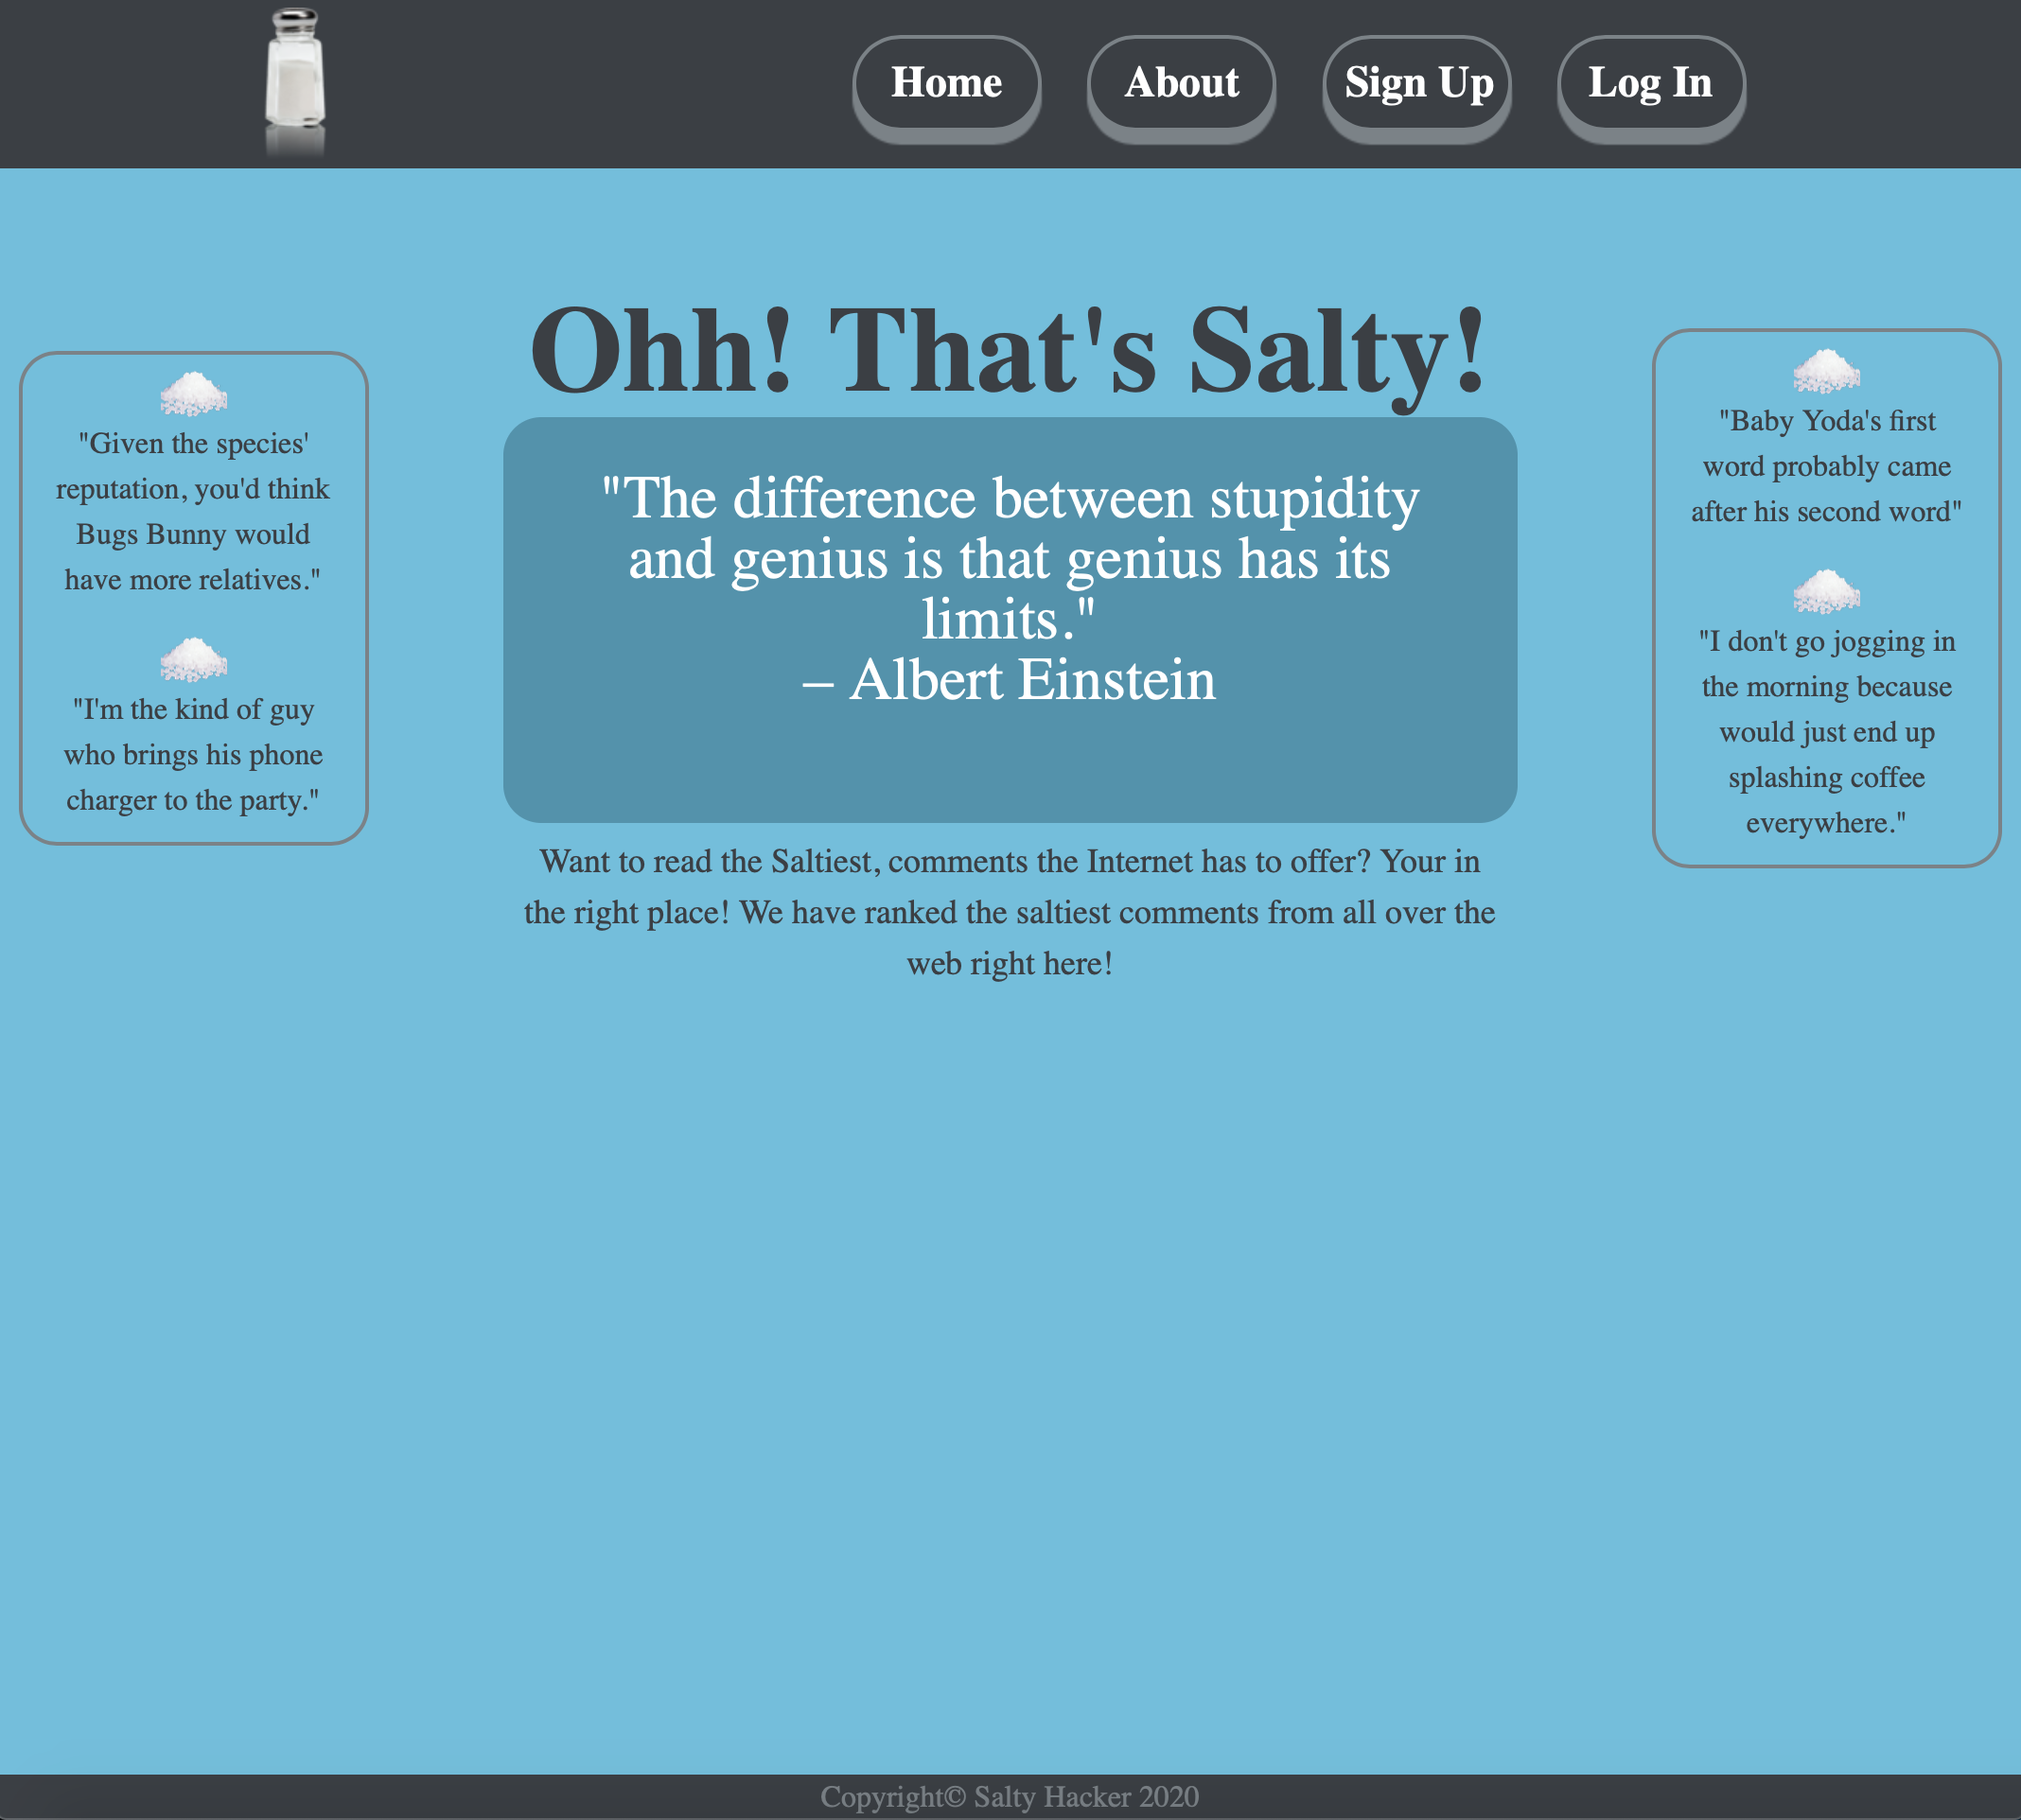 Home About Sign Up Log In
Ohh! That's Salty!
"Given the species'
reputation, you'd think
Bugs Bunny would
have more relatives."
"I'm the kind of guy
who brings his phone
charger to the party."
"The difference between stupidity
and genius is that genius has its
limits."
– Albert Einstein
Want to read the Saltiest, comments the Internet has to offer? Your in
the right place! We have ranked the saltiest comments from all over the
web right here!
"Baby Yoda's first
word probably came
after his second word"
"I don't go jogging in
the morning because
would just end up
splashing coffee
everywhere."
Copyright© Salty Hacker 2020